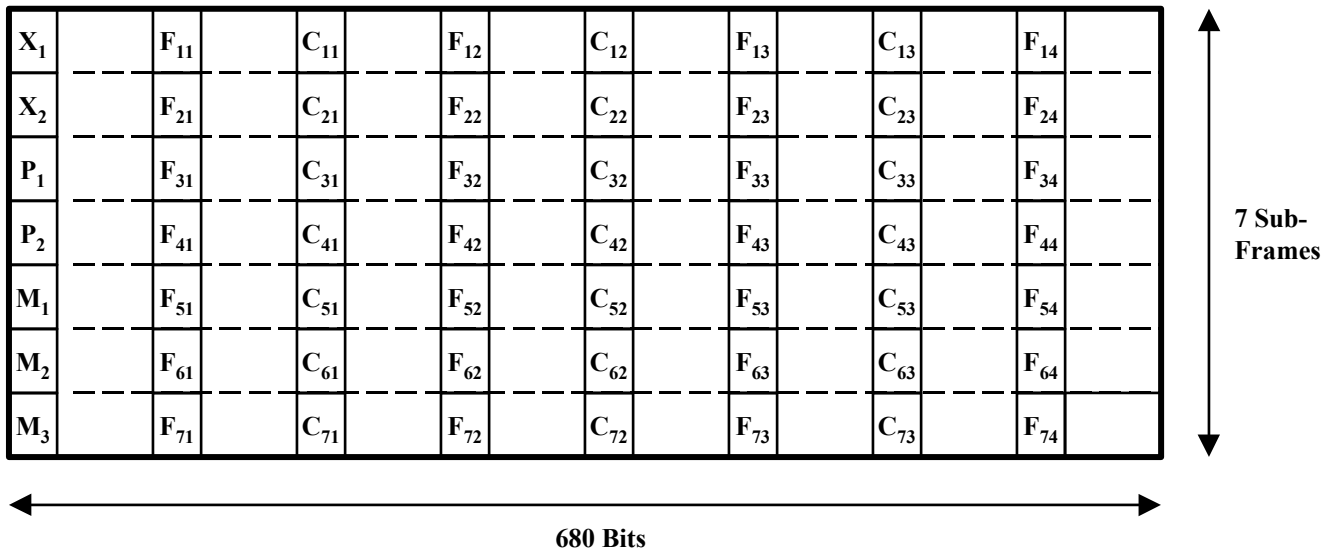 X₁ F₁₁ C₁₁ F₁₂ C₁₂ F₁₃ C₁₃ F₁₄
X₂ F₂₁ C₂₁ F₂₂ C₂₂ F₂₃ C₂₃ F₂₄
P₁ F₃₁ C₃₁ F₃₂ C₃₂ F₃₃ C₃₃ F₃₄
P₂ F₄₁ C₄₁ F₄₂ C₄₂ F₄₃ C₄₃ F₄₄
M₁ F₅₁ C₅₁ F₅₂ C₅₂ F₅₃ C₅₃ F₅₄
M₂ F₆₁ C₆₁ F₆₂ C₆₂ F₆₃ C₆₃ F₆₄
M₃ F₇₁ C₇₁ F₇₂ C₇₂ F₇₃ C₇₃ F₇₄
7 Sub-
Frames
680 Bits